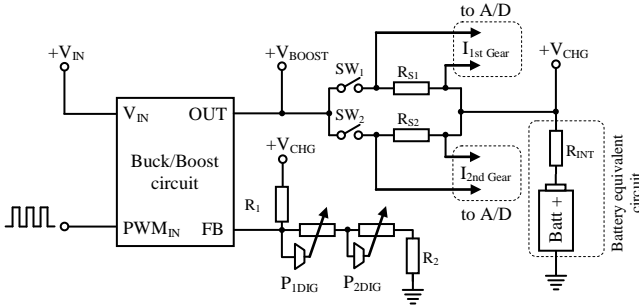 to A/D
+V_IN
+V_BOOST
SW_1
R_S1
I_1st Gear
+V_CHG
V_IN
OUT
SW_2
R_S2
Buck/Boost
circuit
+V_CHG
I_2nd Gear
R_INT
to A/D
R_1
PWM_IN
FB
Batt +
Battery equivalent
circuit
R_2
P_1DIG
P_2DIG